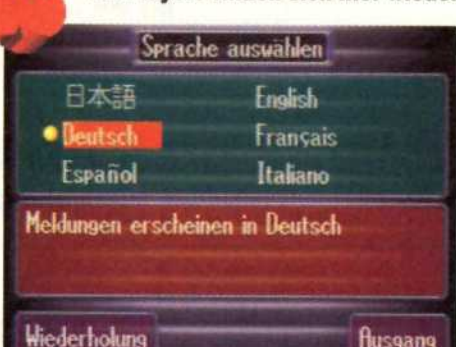 Sprache auswählen
日本語 English
Deutsch Français
Español Italiano
Meldungen erscheinen in Deutsch
Wiederholung Ausgang